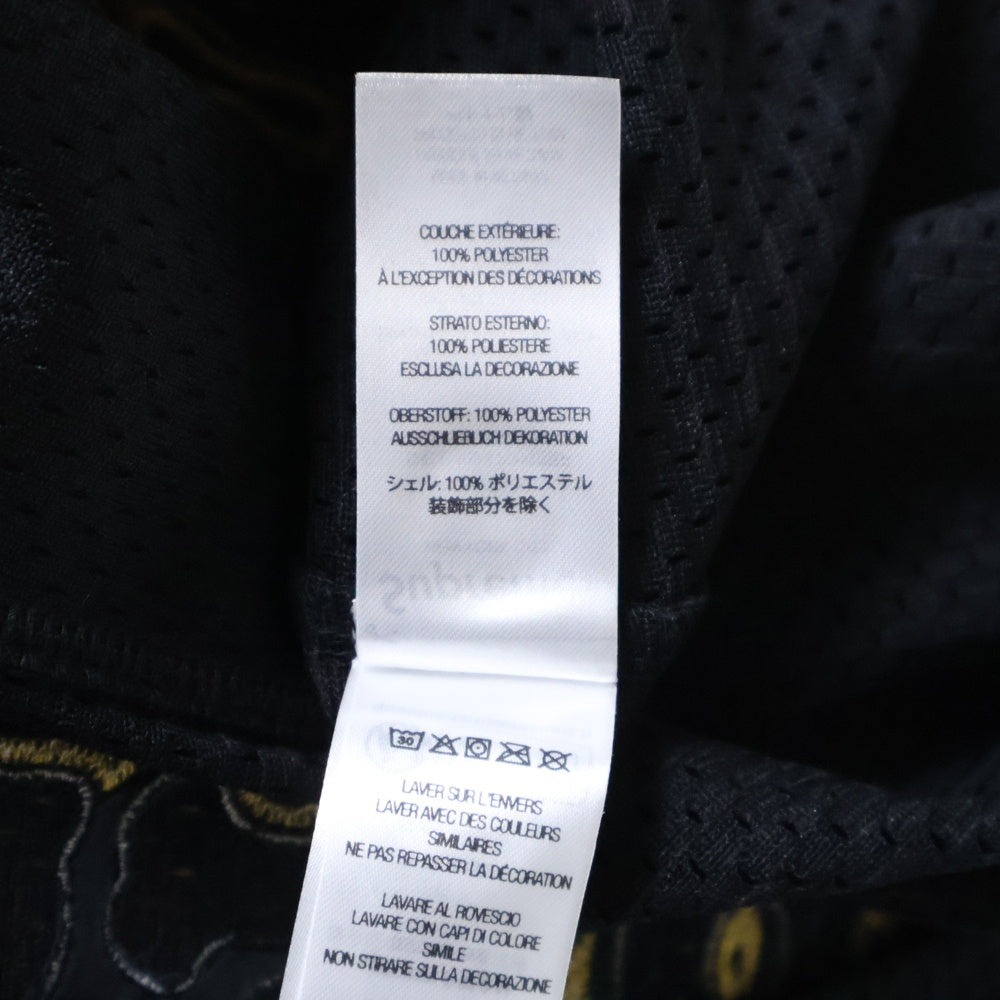 COUCHE EXTÉRIEURE:
100% POLYESTER
À L'EXCEPTION DES DÉCORATIONS
STRATO ESTERNO:
100% POLIESTERE
ESCLUSA LA DECORAZIONE
OBERSTOFF: 100% POLYESTER
AUSSCHLIEßLICH DEKORATION
シェル: 100% ポリエステル
装飾部分を除く
30
LAVER SUR L'ENVERS
LAVER AVEC DES COULEURS
SIMILAIRES
NE PAS REPASSER LA DÉCORATION
LAVARE AL ROVESCIO
LAVARE CON CAPI DI COLORE
SIMILE
NON STIRARE SULLA DECORAZIONE